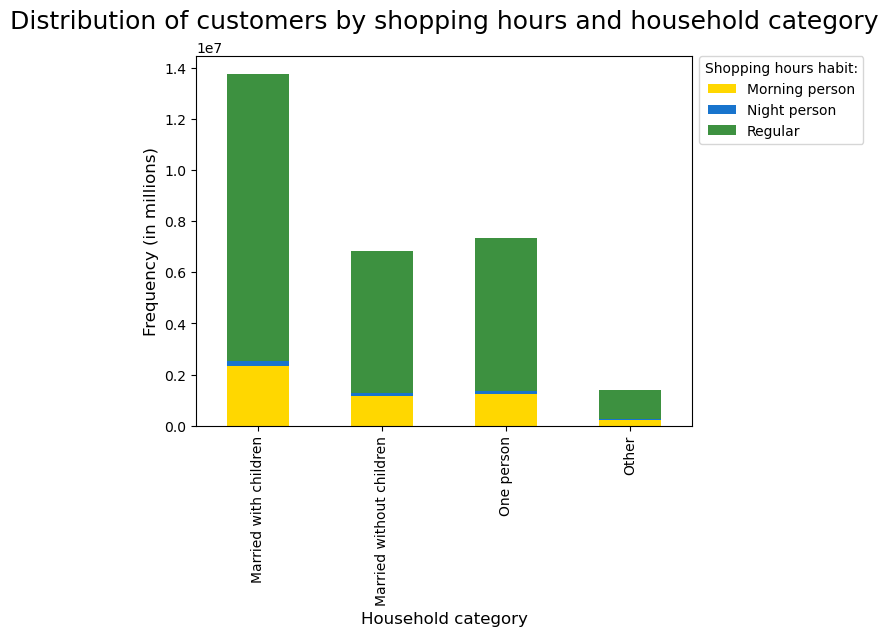 Distribution of customers by shopping hours and household category
1e7
Shopping hours habit:
Morning person
Night person
Regular
1.4
1.2
1.0
0.8
0.6
0.4
0.2
0.0
Frequency (in millions)
Married with children
Married without children
One person
Other
Household category